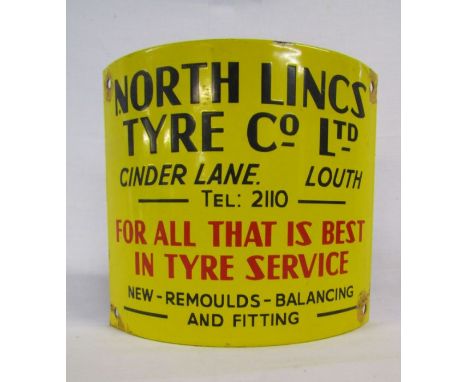 NORTH LINCS
TYRE Cº LTD
CINDER LANE. LOUTH
TEL: 2110
FOR ALL THAT IS BEST
IN TYRE SERVICE
NEW - REMOULDS - BALANCING
AND FITTING